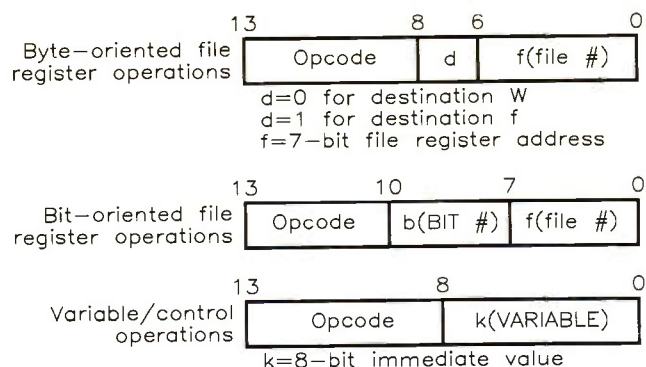 13 8 6 0
Byte-oriented file
register operations
Opcode d f(file #)
d=0 for destination W
d=1 for destination f
f=7-bit file register address
13 10 7 0
Bit-oriented file
register operations
Opcode b(BIT #) f(file #)
13 8 0
Variable/control
operations
Opcode k(VARIABLE)
k=8-bit immediate value